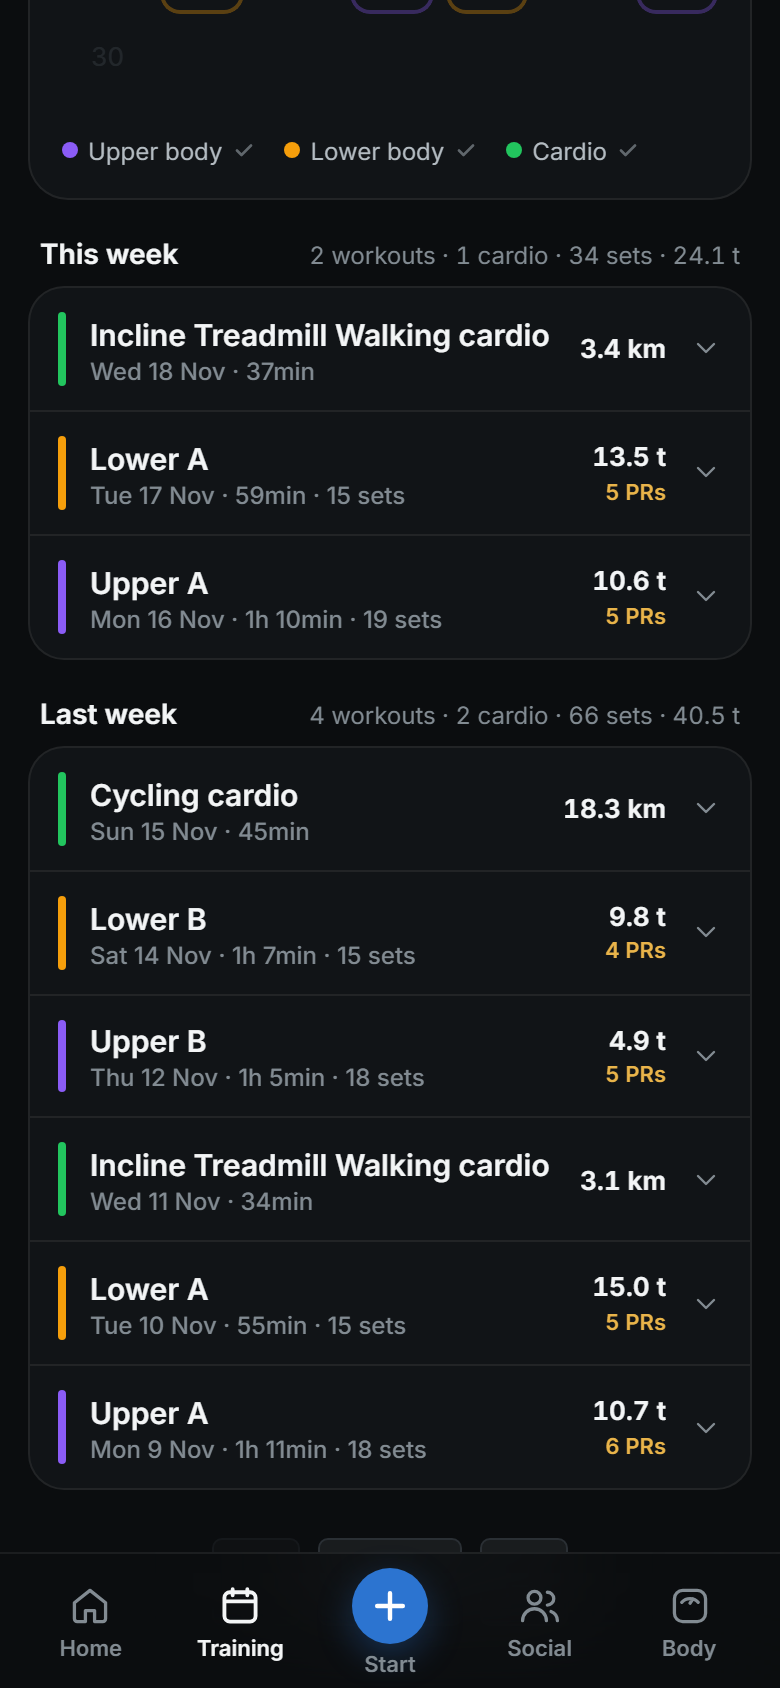 30
Upper body
Lower body
Cardio
This week
2 workouts · 1 cardio · 34 sets · 24.1 t
Incline Treadmill Walking cardio
3.4 km
Wed 18 Nov · 37min
Lower A
13.5 t
Tue 17 Nov · 59min · 15 sets
5 PRs
Upper A
10.6 t
Mon 16 Nov · 1h 10min · 19 sets
5 PRs
Last week
4 workouts · 2 cardio · 66 sets · 40.5 t
Cycling cardio
18.3 km
Sun 15 Nov · 45min
Lower B
9.8 t
Sat 14 Nov · 1h 7min · 15 sets
4 PRs
Upper B
4.9 t
Thu 12 Nov · 1h 5min · 18 sets
5 PRs
Incline Treadmill Walking cardio
3.1 km
Wed 11 Nov · 34min
Lower A
15.0 t
Tue 10 Nov · 55min · 15 sets
5 PRs
Upper A
10.7 t
Mon 9 Nov · 1h 11min · 18 sets
6 PRs
Home
Training
Start
Social
Body